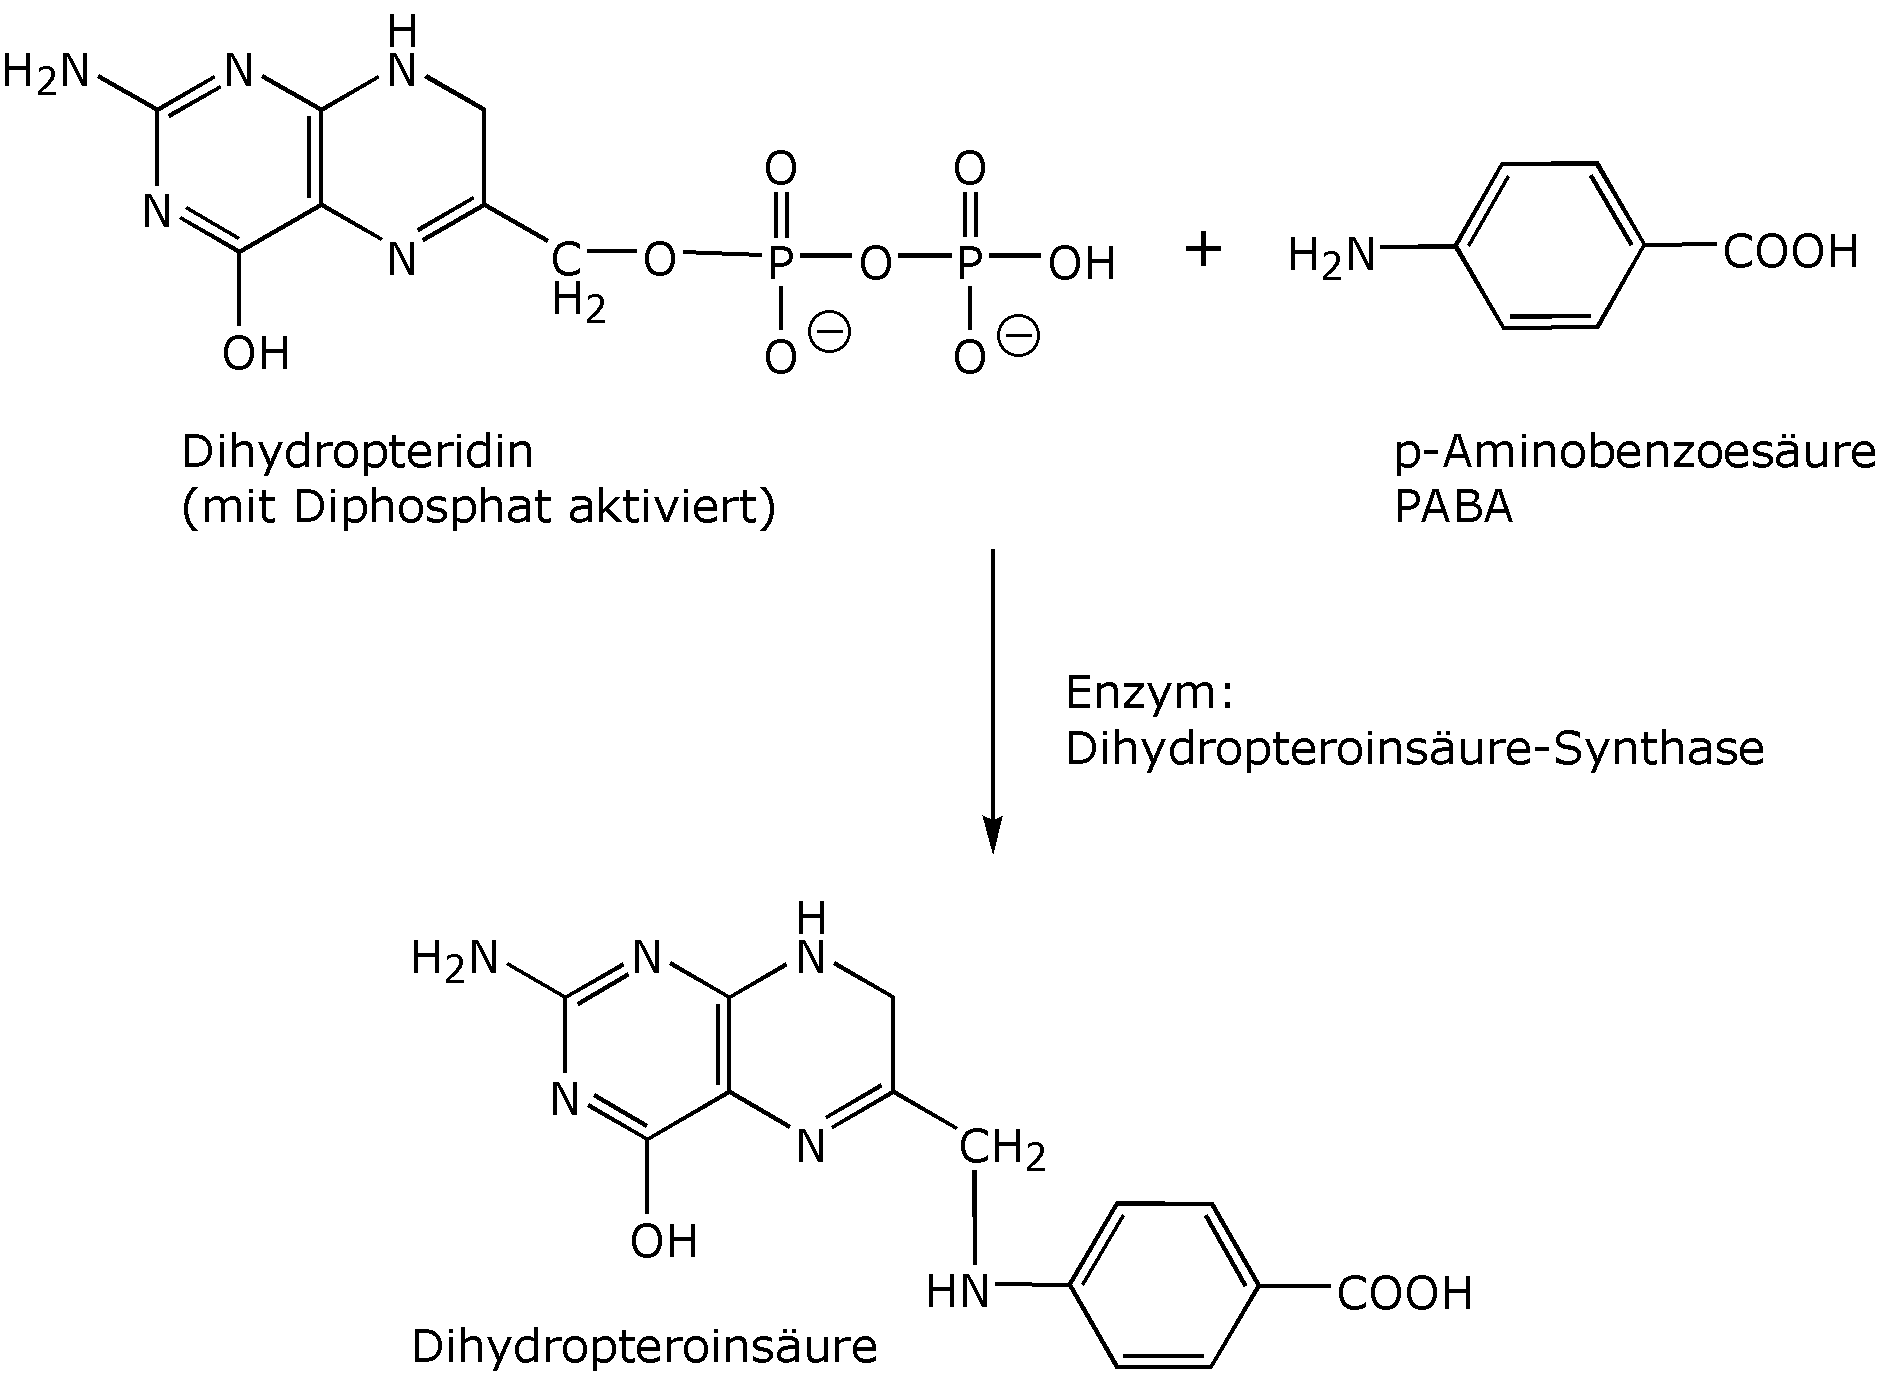 H
H₂N N N
O O
N N C O P O P OH + H₂N COOH
H₂
OH O ⊖ O ⊖
Dihydropteridin
(mit Diphosphat aktiviert)
p-Aminobenzoesäure
PABA
Enzym:
Dihydropteroinsäure-Synthase
H
H₂N N N
N N CH₂
OH
HN COOH
Dihydropteroinsäure